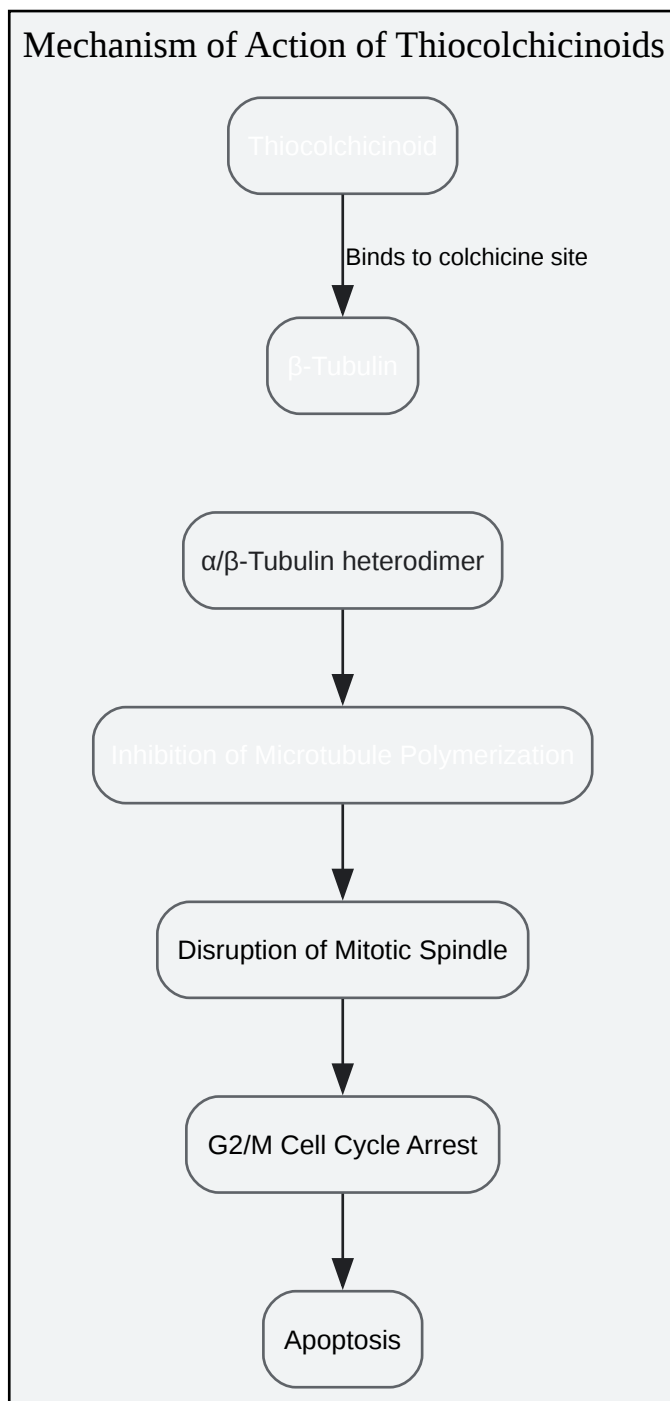 Mechanism of Action of Thiocolchicinoids
Thiocolchicinoid
Binds to colchicine site
β-Tubulin
α/β-Tubulin heterodimer
Inhibition of Microtubule Polymerization
Disruption of Mitotic Spindle
G2/M Cell Cycle Arrest
Apoptosis